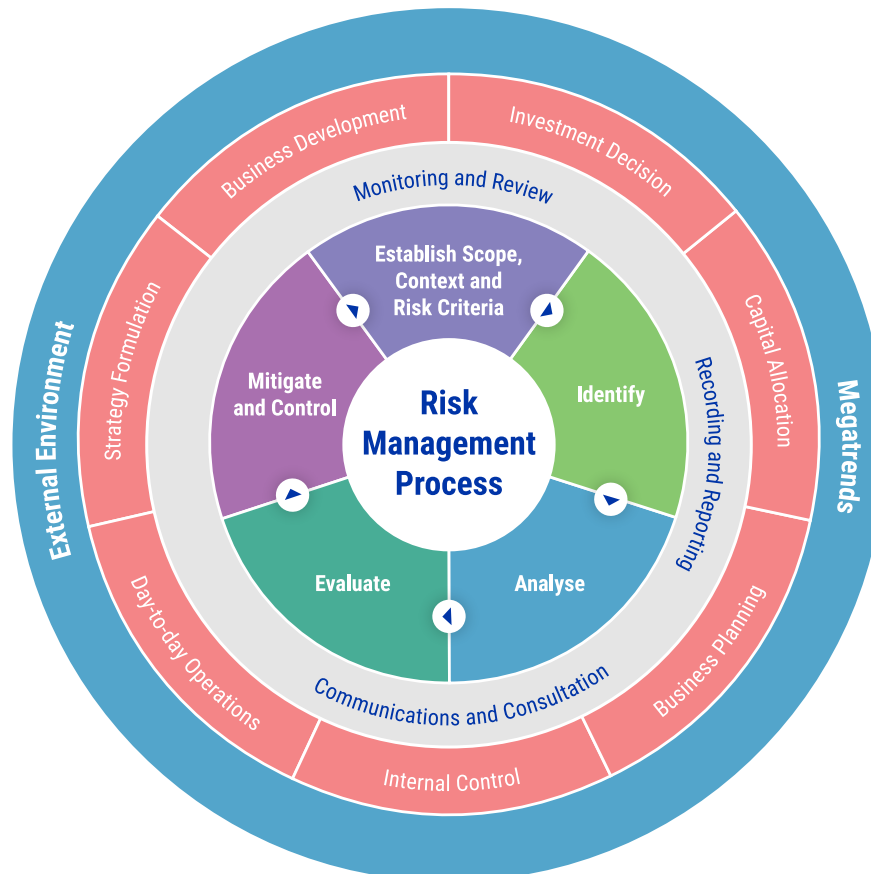 External Environment
Megatrends
Business Development
Investment Decision
Capital Allocation
Business Planning
Internal Control
Day-to-day Operations
Strategy Formulation
Monitoring and Review
Recording and Reporting
Communications and Consultation
Establish Scope,
Context and
Risk Criteria
Identify
Analyse
Evaluate
Mitigate
and Control
Risk
Management
Process